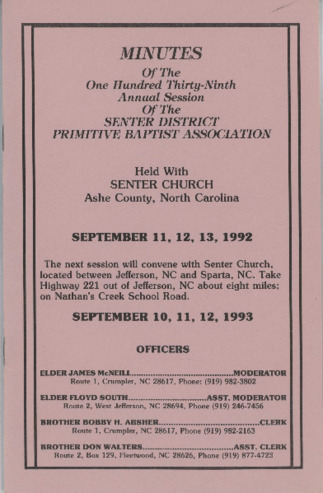 MINUTES
Of The
One Hundred Thirty-Ninth
Annual Session
Of The
SENTER DISTRICT
PRIMITIVE BAPTIST ASSOCIATION
Held With
SENTER CHURCH
Ashe County, North Carolina
SEPTEMBER 11, 12, 13, 1992
The next session will convene with Senter Church,
located between Jefferson, NC and Sparta, NC. Take
Highway 221 out of Jefferson, NC about eight miles;
on Nathan's Creek School Road.
SEPTEMBER 10, 11, 12, 1993
OFFICERS
ELDER JAMES McNEILL....................................MODERATOR
Route 1, Crumpler, NC 28617, Phone: (919) 982-3802
ELDER FLOYD SOUTH...........................ASST. MODERATOR
Route 2, West Jefferson, NC 28694, Phone (919) 246-7456
BROTHER BOBBY H. ABSHER...................................CLERK
Route 1, Crumpler, NC 28617, Phone (919) 982-2163
BROTHER DON WALTERS...............................ASST. CLERK
Route 2, Box 129, Fleetwood, NC 28626, Phone (919) 877-4723